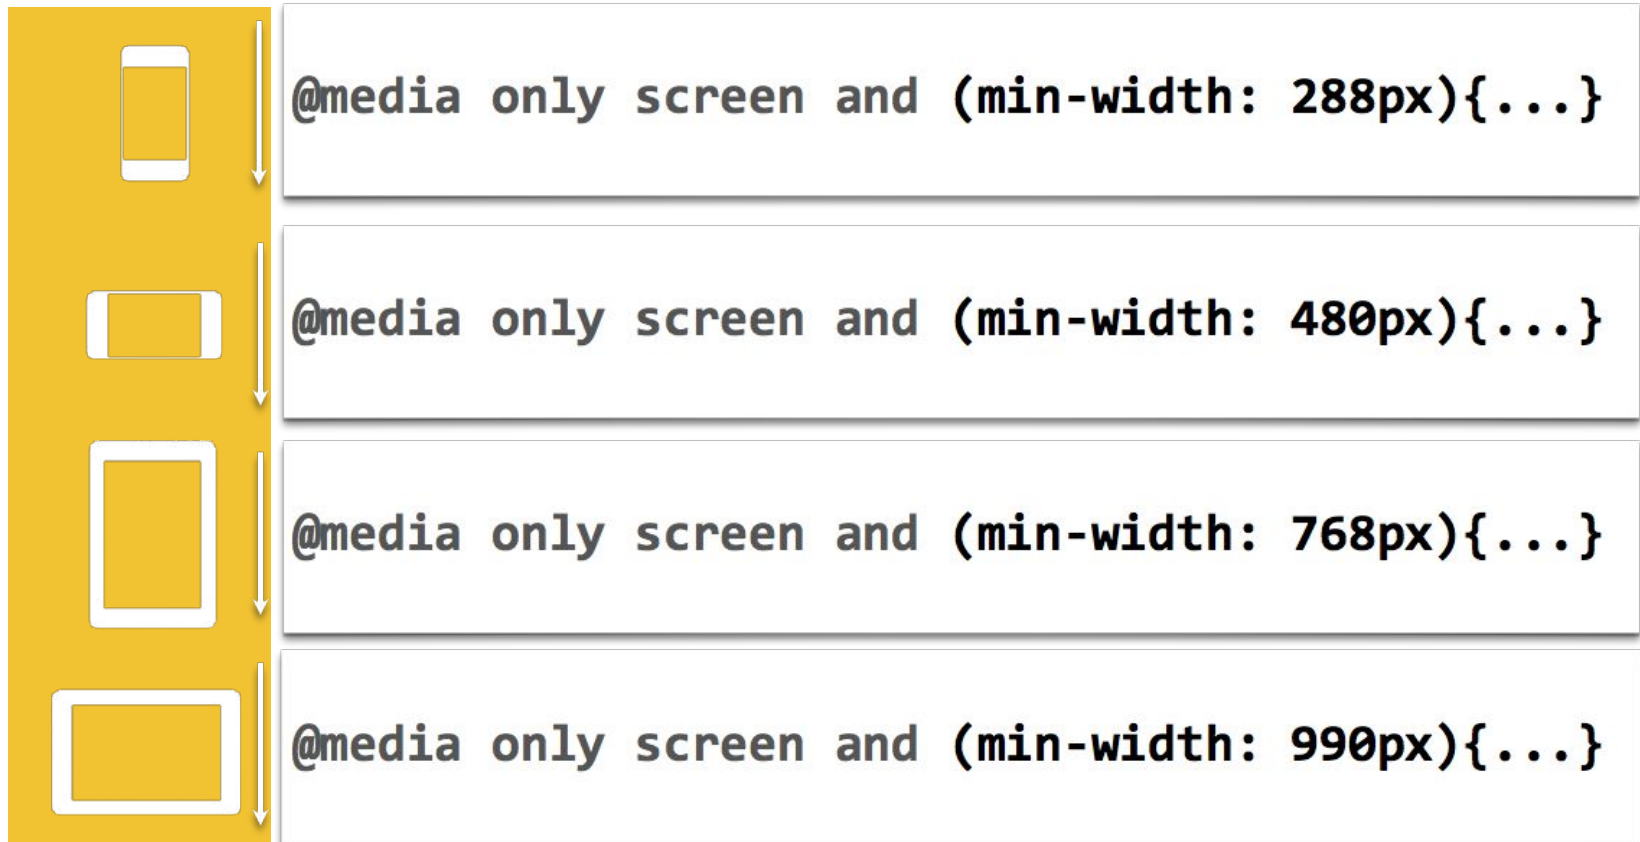 @media only screen and (min-width: 288px){...}
@media only screen and (min-width: 480px){...}
@media only screen and (min-width: 768px){...}
@media only screen and (min-width: 990px){...}